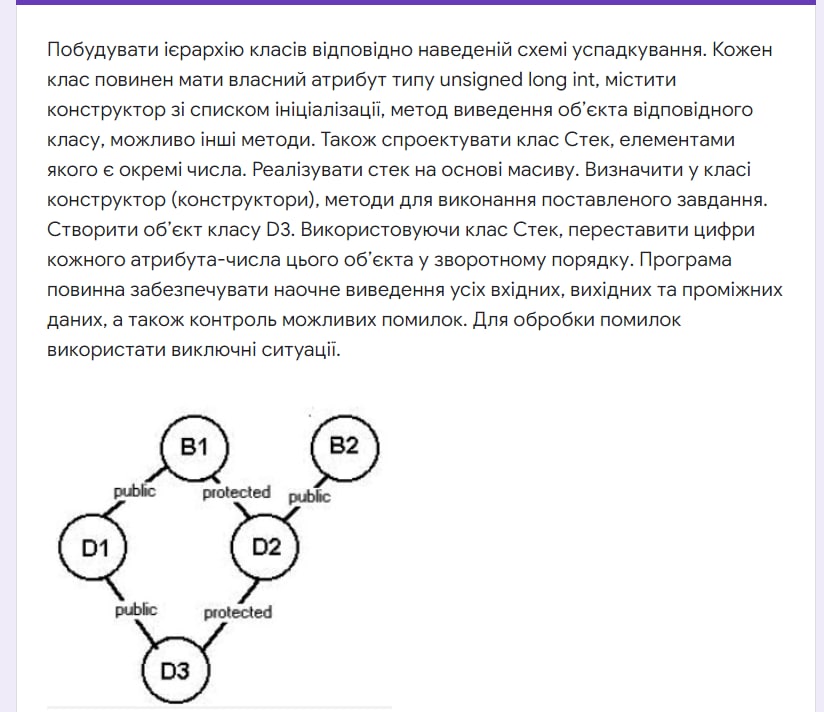 Побудувати ієрархію класів відповідно наведеній схемі успадкування. Кожен
клас повинен мати власний атрибут типу unsigned long int, містити
конструктор зі списком ініціалізації, метод виведення об’єкта відповідного
класу, можливо інші методи. Також спроектувати клас Стек, елементами
якого є окремі числа. Реалізувати стек на основі масиву. Визначити у класі
конструктор (конструктори), методи для виконання поставленого завдання.
Створити об’єкт класу D3. Використовуючи клас Стек, переставити цифри
кожного атрибута-числа цього об’єкта у зворотному порядку. Програма
повинна забезпечувати наочне виведення усіх вхідних, вихідних та проміжних
даних, а також контроль можливих помилок. Для обробки помилок
використати виключні ситуації.
B1 B2
public protected public
D1 D2
public protected
D3